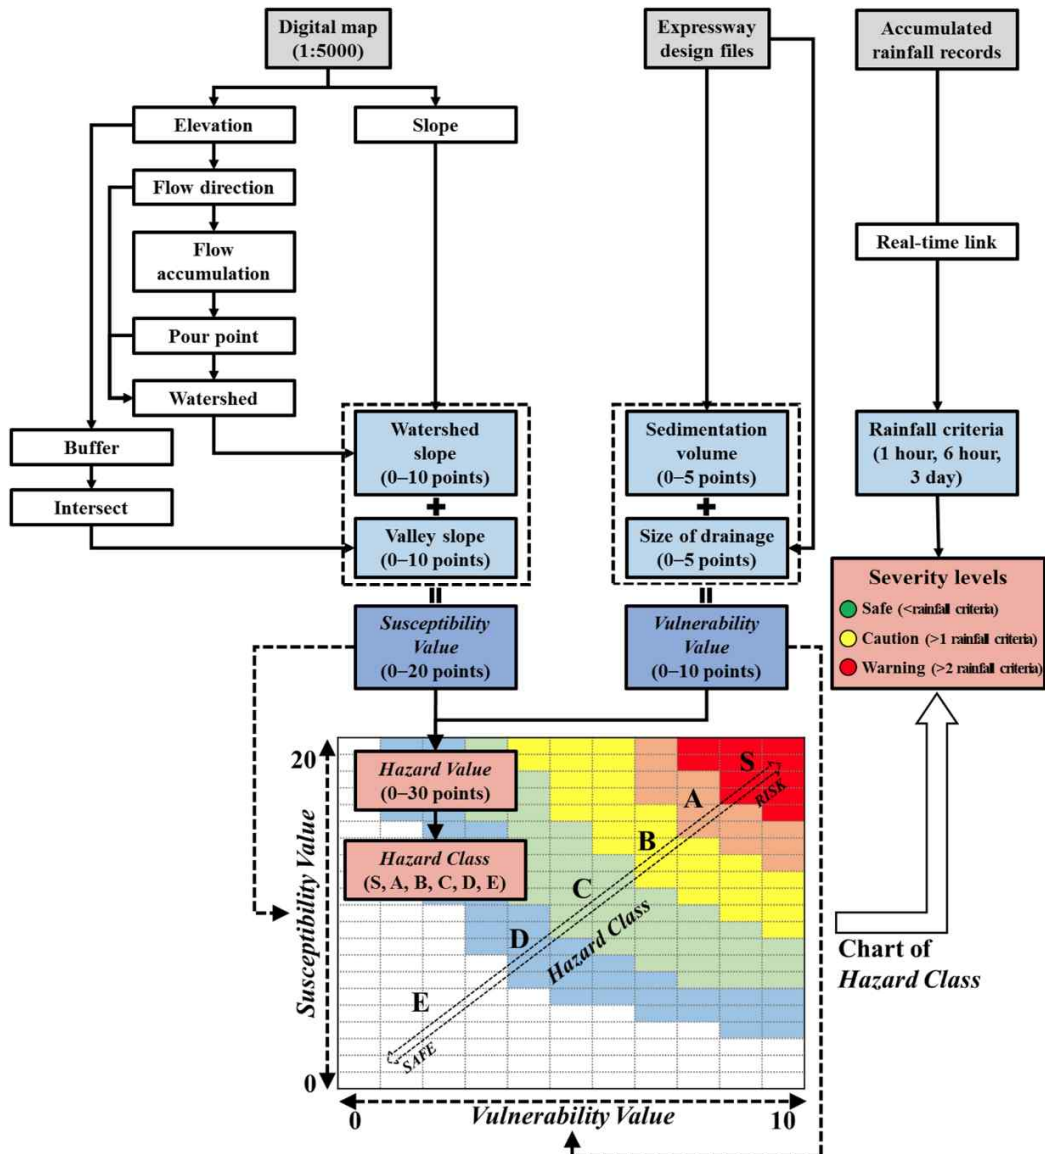 Digital map
(1:5000)
Expressway
design files
Accumulated
rainfall records
Elevation
Slope
Flow direction
Flow
accumulation
Real-time link
Pour point
Watershed
Buffer
Intersect
Watershed
slope
(0–10 points)
+
Valley slope
(0–10 points)
=
Sedimentation
volume
(0–5 points)
+
Size of drainage
(0–5 points)
=
Rainfall criteria
(1 hour, 6 hour,
3 day)
Severity levels
Safe (<rainfall criteria)
Caution (>1 rainfall criteria)
Warning (>2 rainfall criteria)
Susceptibility
Value
(0–20 points)
Vulnerability
Value
(0–10 points)
Hazard Value
(0–30 points)
Hazard Class
(S, A, B, C, D, E)
20
Susceptibility Value
0
S
RISK
A
B
C
Hazard Class
D
E
SAFE
Chart of
Hazard Class
0
Vulnerability Value
10